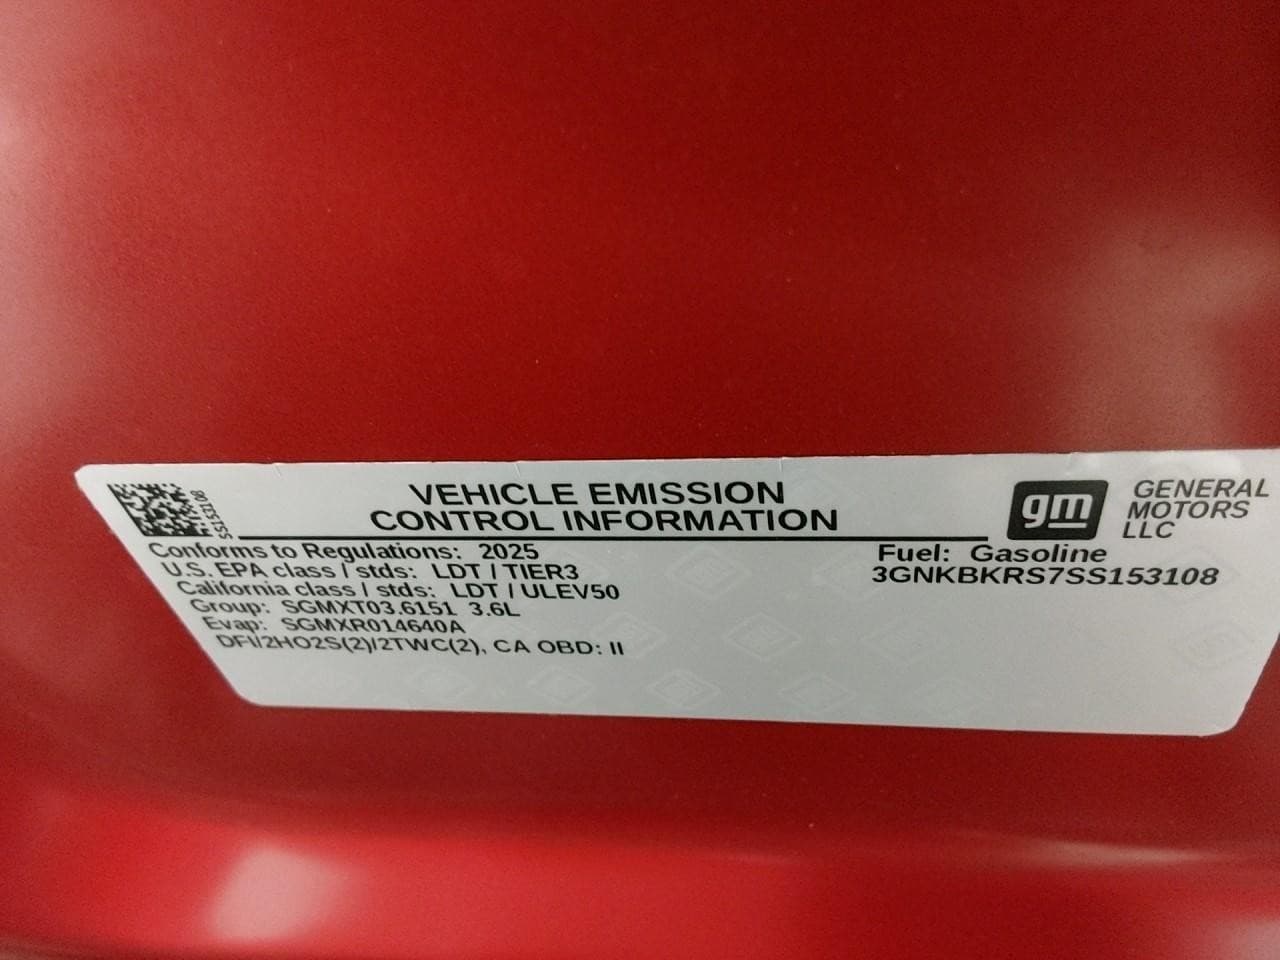 VEHICLE EMISSION
CONTROL INFORMATION
SS153108
gm
GENERAL
MOTORS
LLC
Conforms to Regulations: 2025
U.S. EPA class / stds: LDT / TIER3
California class / stds: LDT / ULEV50
Group: SGMXT03.6151 3.6L
Evap: SGMXR014640A
DFI/2HO2S(2)/2TWC(2), CA OBD: II
Fuel: Gasoline
3GNKBKRS7SS153108